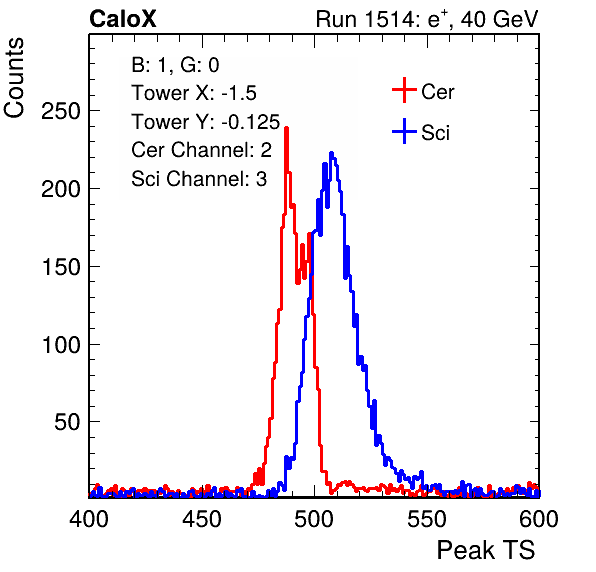 CaloX Run 1514: e⁺, 40 GeV
Counts
B: 1, G: 0
Tower X: -1.5
Tower Y: -0.125
Cer Channel: 2
Sci Channel: 3
Cer
Sci
250
200
150
100
50
400 450 500 550 600
Peak TS